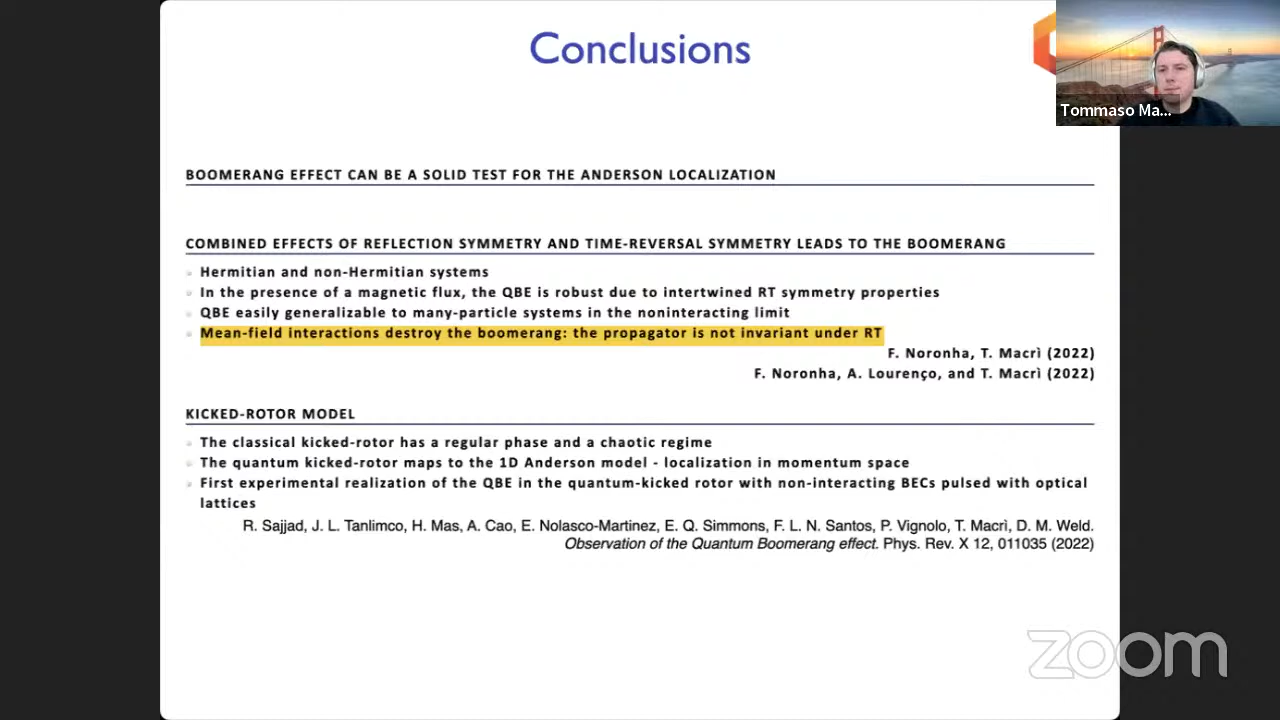 Conclusions
Tommaso Ma...
BOOMERANG EFFECT CAN BE A SOLID TEST FOR THE ANDERSON LOCALIZATION
COMBINED EFFECTS OF REFLECTION SYMMETRY AND TIME-REVERSAL SYMMETRY LEADS TO THE BOOMERANG
Hermitian and non-Hermitian systems
In the presence of a magnetic flux, the QBE is robust due to intertwined RT symmetry properties
QBE easily generalizable to many-particle systems in the noninteracting limit
Mean-field interactions destroy the boomerang: the propagator is not invariant under RT
F. Noronha, T. Macrì (2022)
F. Noronha, A. Lourenço, and T. Macrì (2022)
KICKED-ROTOR MODEL
The classical kicked-rotor has a regular phase and a chaotic regime
The quantum kicked-rotor maps to the 1D Anderson model - localization in momentum space
First experimental realization of the QBE in the quantum-kicked rotor with non-interacting BECs pulsed with optical
lattices
R. Sajjad, J. L. Tanlimco, H. Mas, A. Cao, E. Nolasco-Martinez, E. Q. Simmons, F. L. N. Santos, P. Vignolo, T. Macrì, D. M. Weld.
Observation of the Quantum Boomerang effect. Phys. Rev. X 12, 011035 (2022)
zoom